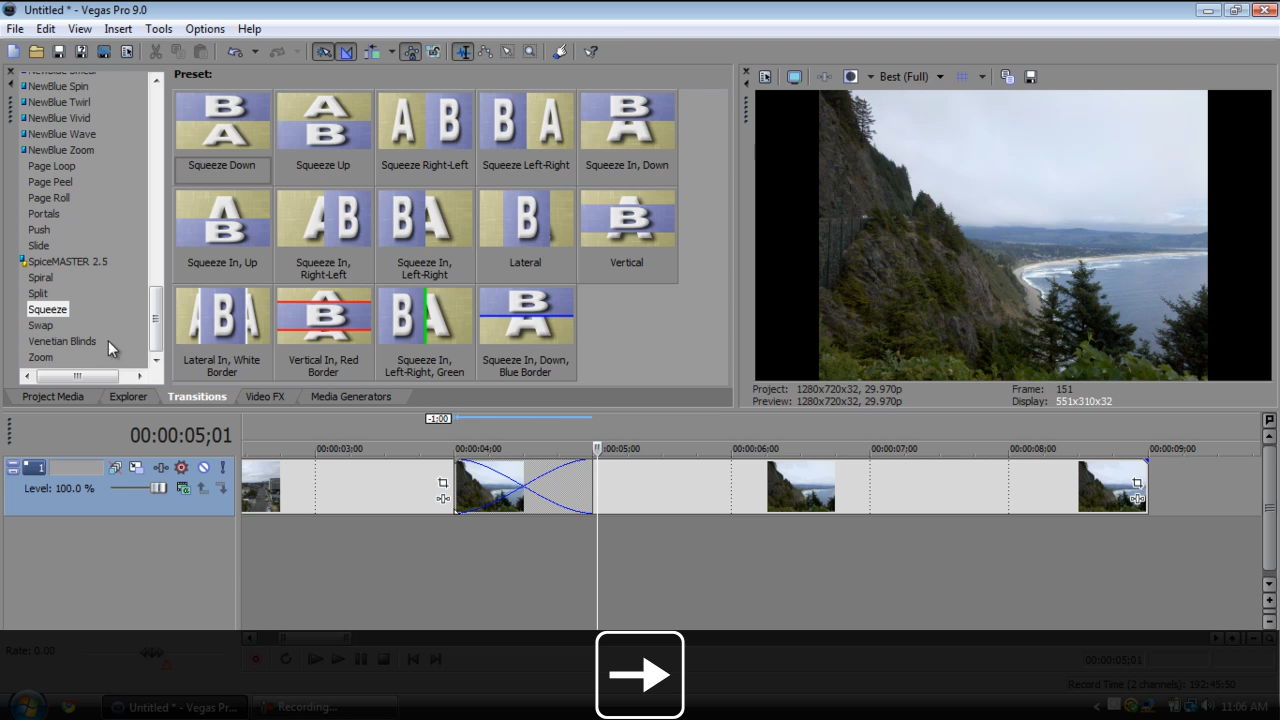 Untitled * - Vegas Pro 9.0
File Edit View Insert Tools Options Help
NewBlue Smear
NewBlue Spin
NewBlue Twirl
NewBlue Vivid
NewBlue Wave
NewBlue Zoom
Page Loop
Page Peel
Page Roll
Portals
Push
Slide
SpiceMASTER 2.5
Spiral
Split
Squeeze
Swap
Venetian Blinds
Zoom
Preset:
B A A B A B B A B A
Squeeze Down Squeeze Up Squeeze Right-Left Squeeze Left-Right Squeeze In, Down
A B A B B A B A B
Squeeze In, Up Squeeze In, Right-Left Squeeze In, Left-Right Lateral Vertical
A B A A B B A B A
Lateral In, White Border Vertical In, Red Border Squeeze In, Left-Right, Green Squeeze In, Down, Blue Border
Best (Full)
Project: 1280x720x32, 29.970p Frame: 151
Preview: 1280x720x32, 29.970p Display: 551x310x32
Project Media Explorer Transitions Video FX Media Generators
-1;00
00:00:05;01
00:00:03;00 00:00:04;00 :00:05;00 00:00:06;00 00:00:07;00 00:00:08;00 00:00:09;00
1
Level: 100.0 %
Rate: 0.00
00:00:05;01
Record Time (2 channels): 192:45:50
Untitled * - Vegas Pr... Recording... 11:06 AM